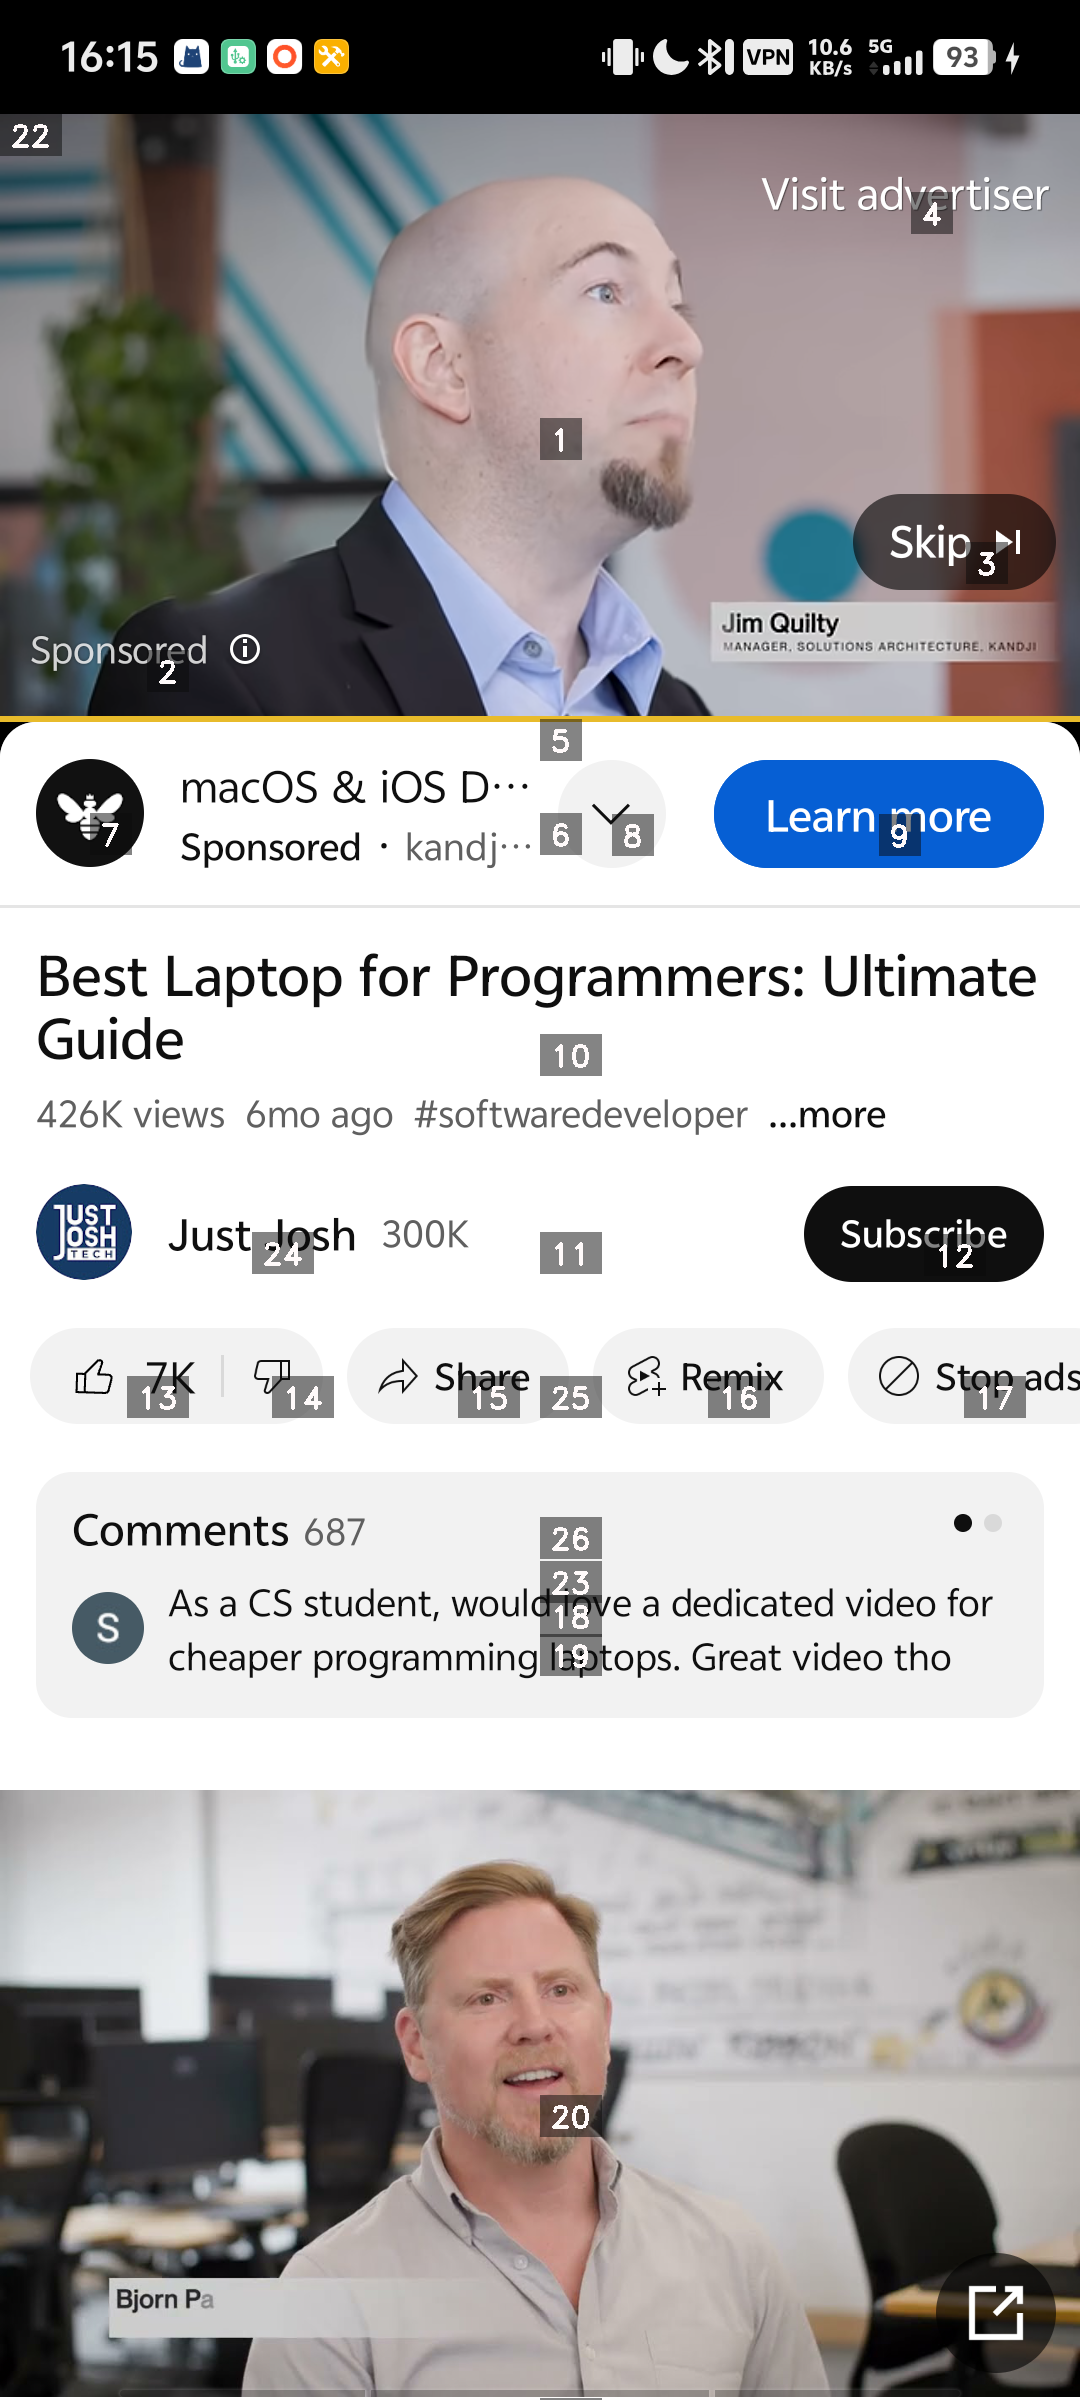 16:15
VPN
10.6
KB/s
5G
93
22
Visit advertiser
4
1
Skip
3
Jim Quilty
MANAGER, SOLUTIONS ARCHITECTURE, KANDJI
Sponsored
2
5
macOS & iOS D...
Sponsored · kandj...
7
6
8
Learn more
9
Best Laptop for Programmers: Ultimate
Guide
10
426K views 6mo ago #softwaredeveloper ...more
JUST
JOSH
TECH
Just Josh 300K
24
11
Subscribe
12
7K
13
14
Share
15
25
Remix
16
Stop ads
17
Comments 687
26
23
S
As a CS student, would love a dedicated video for
18
cheaper programming laptops. Great video tho
19
20
Bjorn Pa